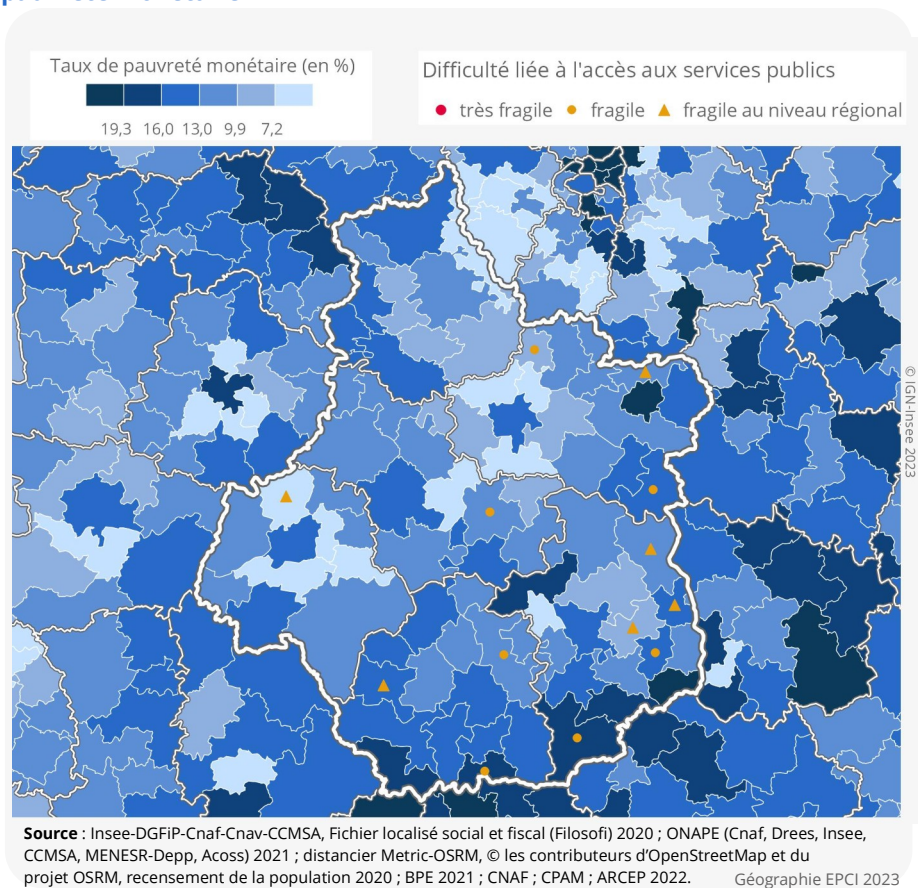 Taux de pauvreté monétaire (en %)
19,3 16,0 13,0 9,9 7,2
Difficulté liée à l'accès aux services publics
très fragile fragile fragile au niveau régional
© IGN-Insee 2023
Source : Insee-DGFiP-Cnaf-Cnav-CCMSA, Fichier localisé social et fiscal (Filosofi) 2020 ; ONAPE (Cnaf, Drees, Insee,
CCMSA, MENESR-Depp, Acoss) 2021 ; distancier Metric-OSRM, © les contributeurs d’OpenStreetMap et du
projet OSRM, recensement de la population 2020 ; BPE 2021 ; CNAF ; CPAM ; ARCEP 2022.
Géographie EPCI 2023